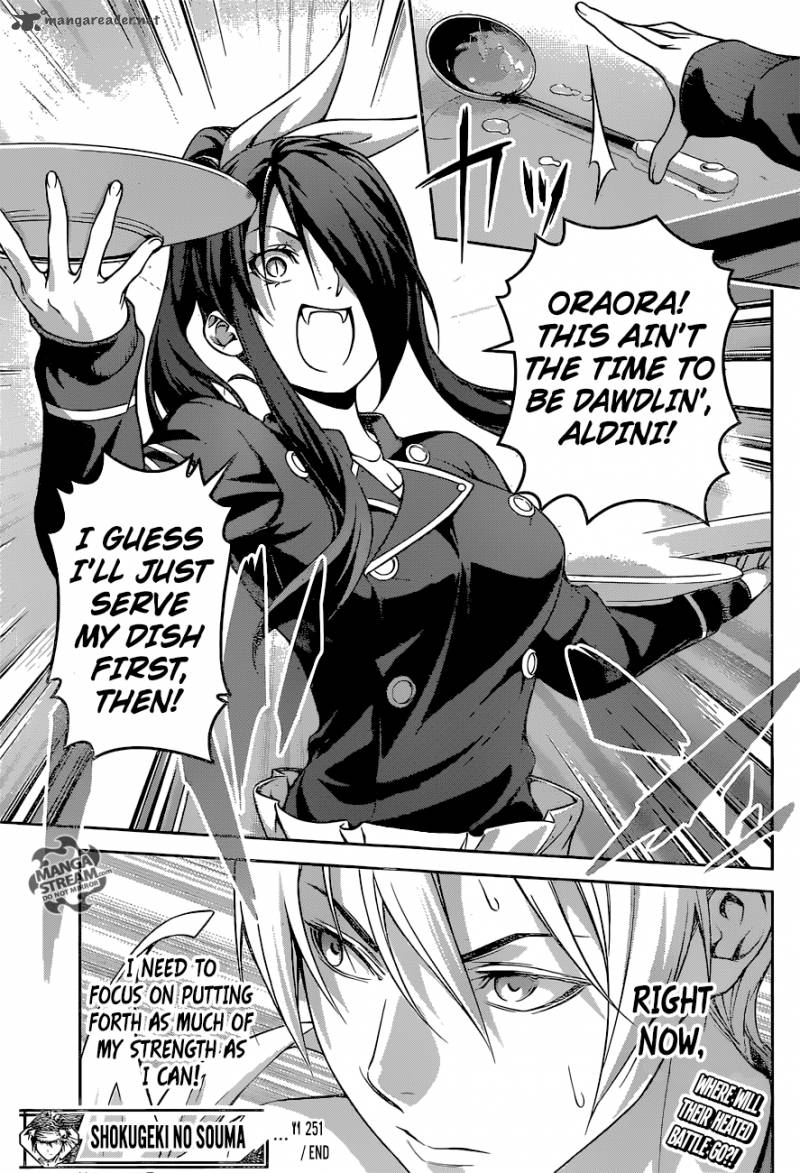 mangareader.net
カッ
ORAORA!
THIS AIN'T
THE TIME TO
BE DAWDLIN',
ALDINI!
I GUESS
I'LL JUST
SERVE
MY DISH
FIRST,
THEN!
MANGA
STREAM.com
DO NOT MIRROR
RIGHT
NOW,
I NEED TO
FOCUS ON PUTTING
FORTH AS MUCH OF
MY STRENGTH AS
I CAN!
WHERE WILL
THEIR HEATED
BATTLE GO?!
SHOKUGEKI NO SOUMA
... 251
/ END